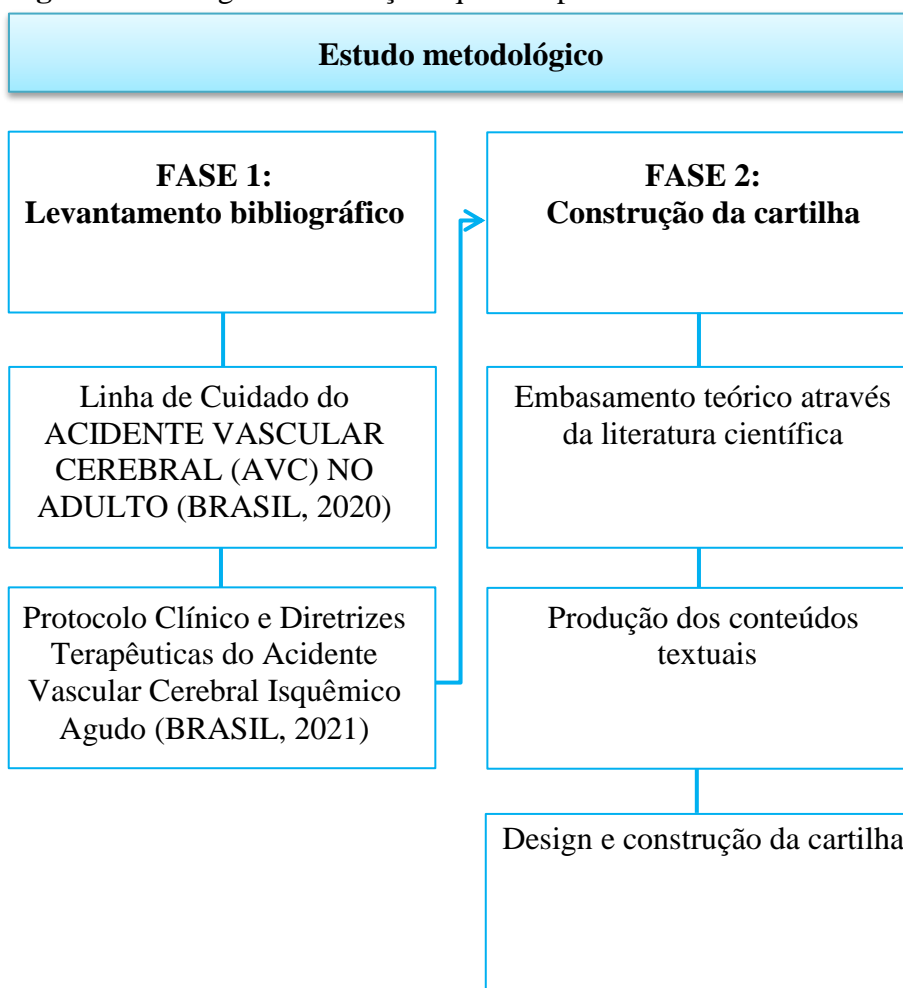 Estudo metodológico
FASE 1:
Levantamento bibliográfico
Linha de Cuidado do
ACIDENTE VASCULAR
CEREBRAL (AVC) NO
ADULTO (BRASIL, 2020)
Protocolo Clínico e Diretrizes
Terapêuticas do Acidente
Vascular Cerebral Isquêmico
Agudo (BRASIL, 2021)
FASE 2:
Construção da cartilha
Embasamento teórico através
da literatura científica
Produção dos conteúdos
textuais
Design e construção da cartilha